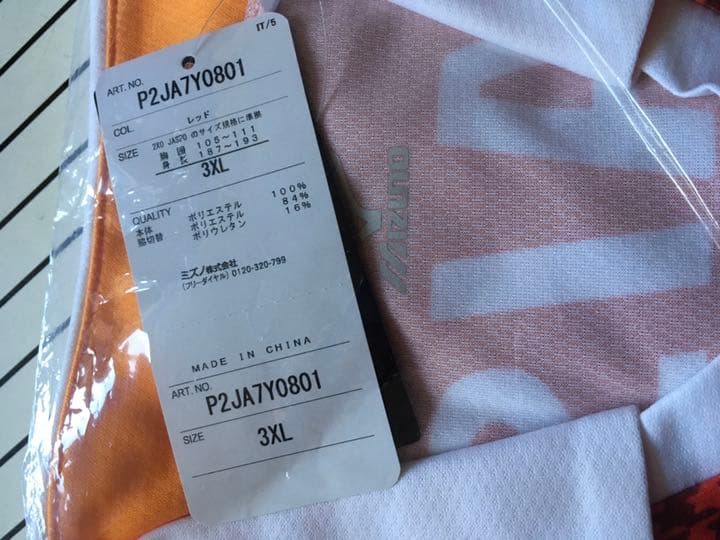 IT/5
ART. NO.
P2JA7Y0801
COL.
レッド
SIZE
2XO JAS20 のサイズ規格に準拠
胸囲 105~111
身長 187~193
3XL
QUALITY
本体 ポリエステル 100%
脇切替 ポリエステル 84%
ポリウレタン 16%
ミズノ株式会社
(フリーダイヤル) 0120-320-799
MADE IN CHINA
ART. NO.
P2JA7Y0801
SIZE
3XL
Mizuno